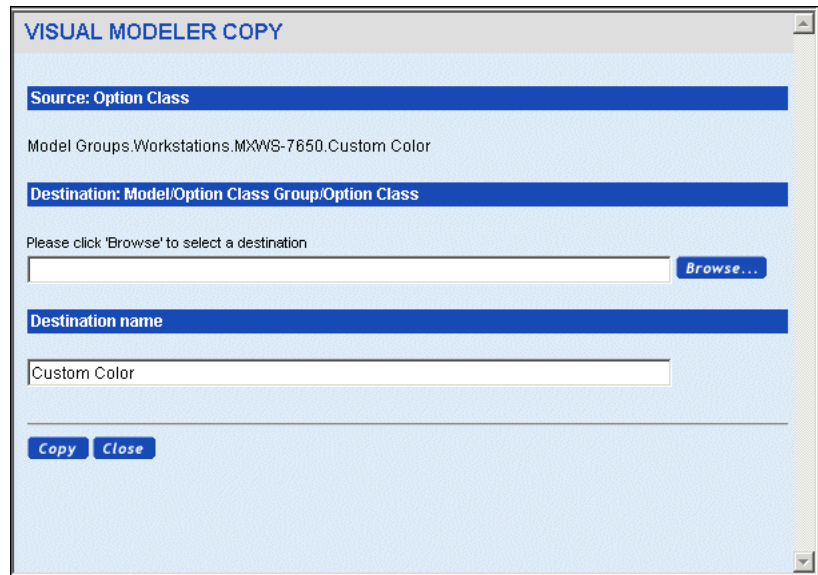 VISUAL MODELER COPY
Source: Option Class
Model Groups.Workstations.MXWS-7650.Custom Color
Destination: Model/Option Class Group/Option Class
Please click 'Browse' to select a destination
Browse...
Destination name
Custom Color
Copy Close